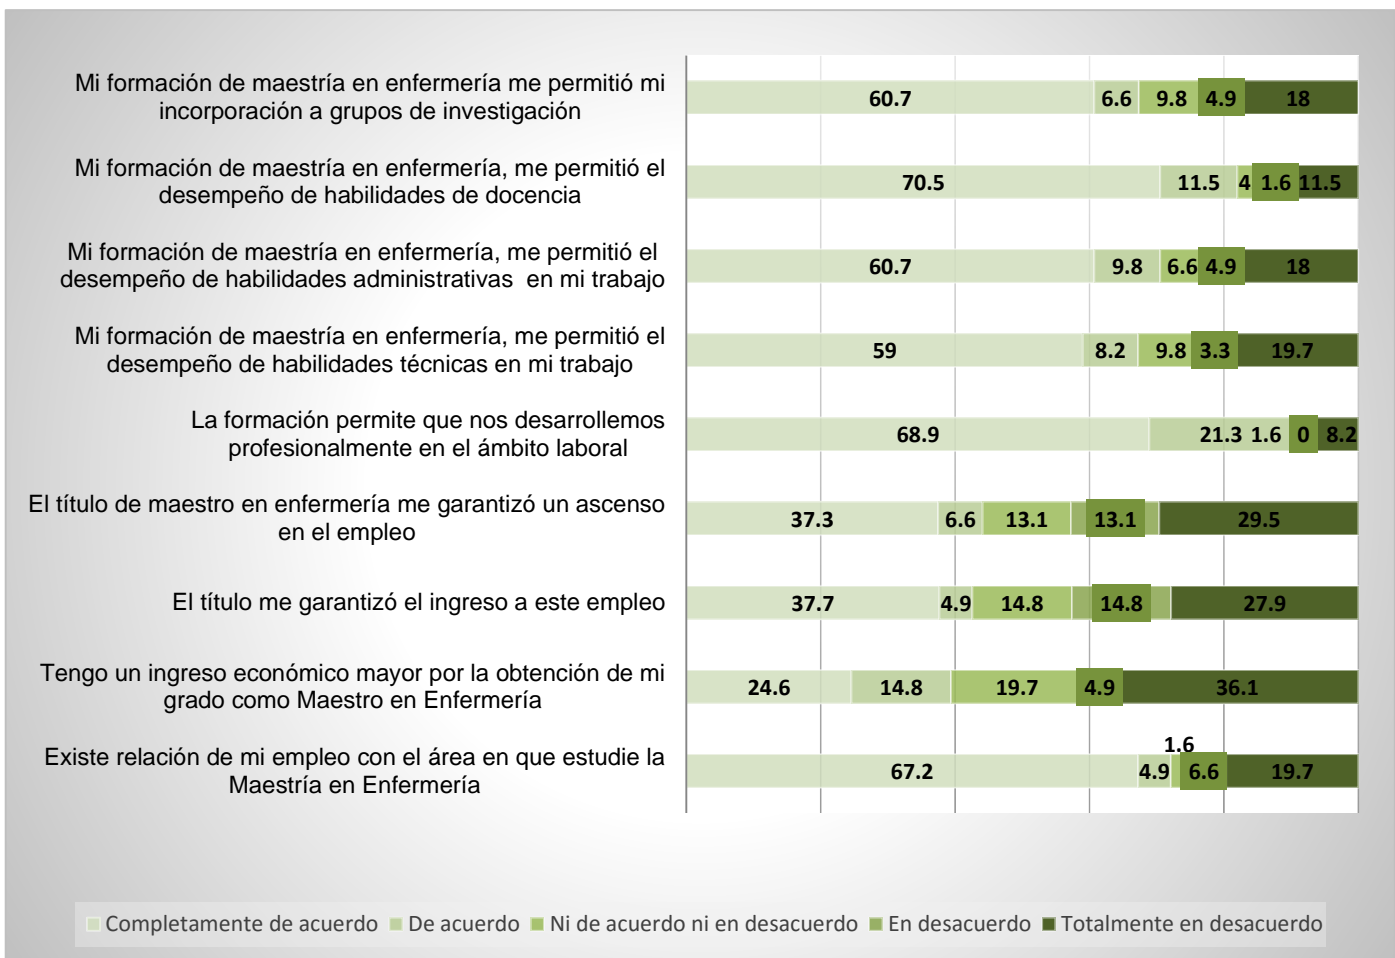 Mi formación de maestría en enfermería me permitió mi
incorporación a grupos de investigación
60.7 6.6 9.8 4.9 18
Mi formación de maestría en enfermería, me permitió el
desempeño de habilidades de docencia
70.5 11.5 4 1.6 11.5
Mi formación de maestría en enfermería, me permitió el
desempeño de habilidades administrativas en mi trabajo
60.7 9.8 6.6 4.9 18
Mi formación de maestría en enfermería, me permitió el
desempeño de habilidades técnicas en mi trabajo
59 8.2 9.8 3.3 19.7
La formación permite que nos desarrollemos
profesionalmente en el ámbito laboral
68.9 21.3 1.6 0 8.2
El título de maestro en enfermería me garantizó un ascenso
en el empleo
37.3 6.6 13.1 13.1 29.5
El título me garantizó el ingreso a este empleo
37.7 4.9 14.8 14.8 27.9
Tengo un ingreso económico mayor por la obtención de mi
grado como Maestro en Enfermería
24.6 14.8 19.7 4.9 36.1
Existe relación de mi empleo con el área en que estudie la
Maestría en Enfermería
67.2 4.9 1.6 6.6 19.7
Completamente de acuerdo De acuerdo Ni de acuerdo ni en desacuerdo En desacuerdo Totalmente en desacuerdo